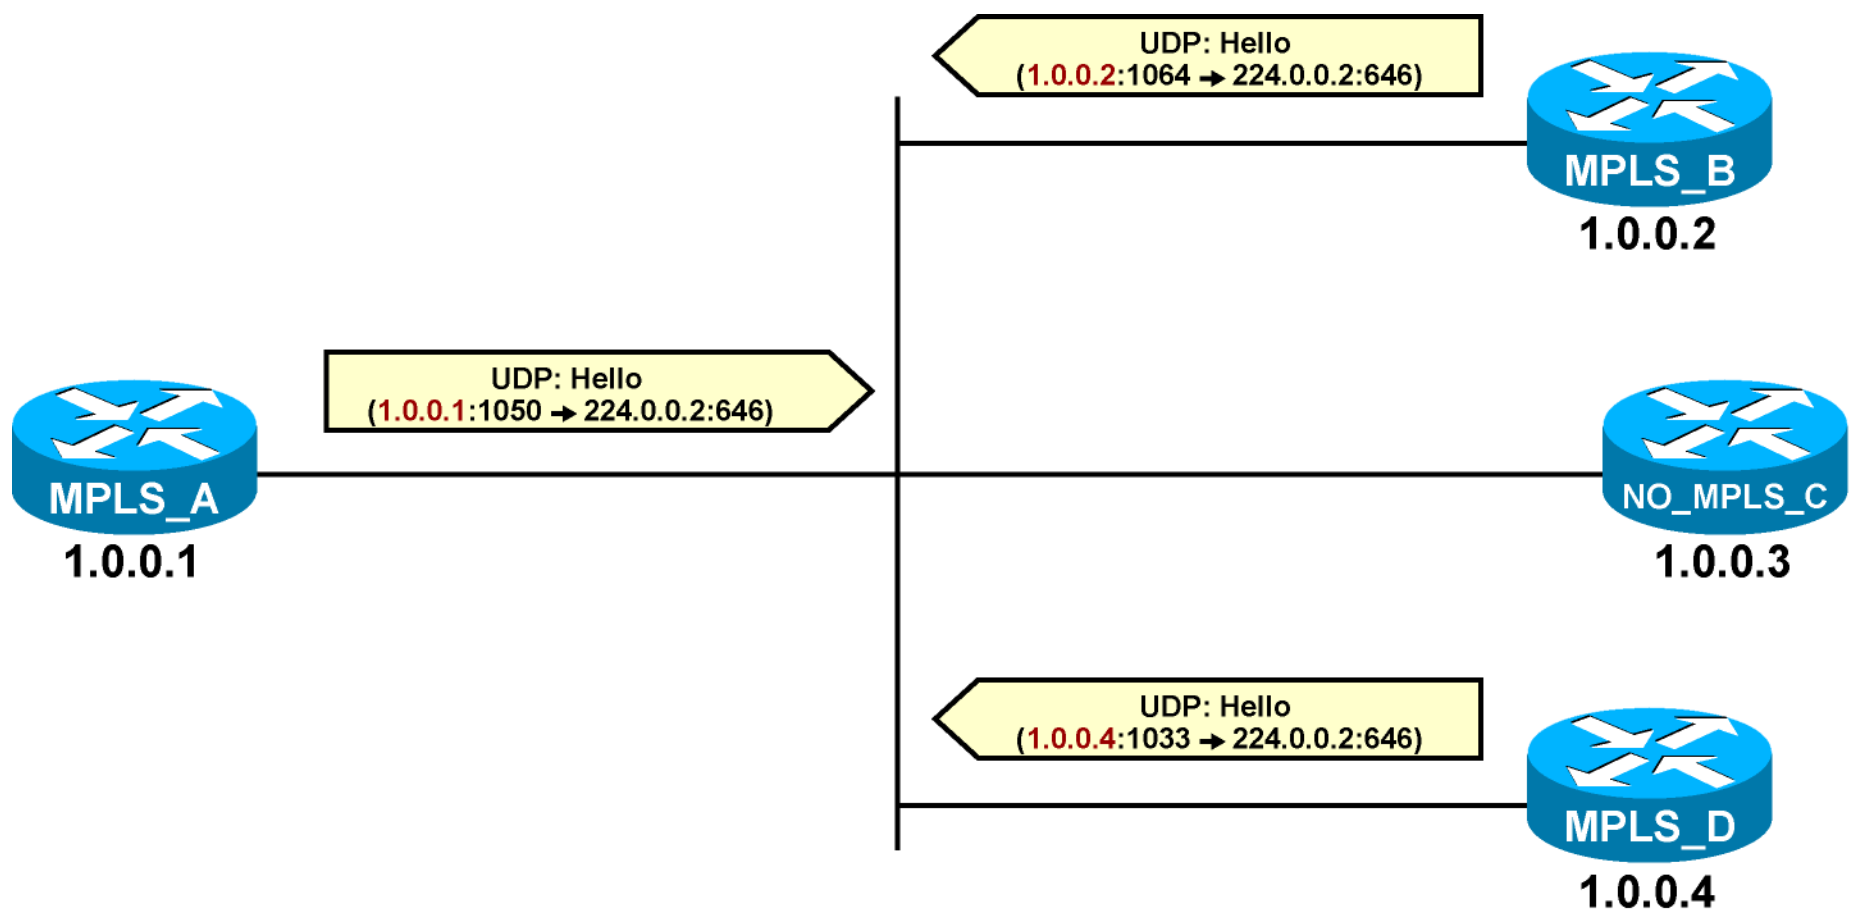 UDP: Hello
(1.0.0.2:1064 → 224.0.0.2:646)
MPLS_B
1.0.0.2
UDP: Hello
(1.0.0.1:1050 → 224.0.0.2:646)
MPLS_A
1.0.0.1
NO_MPLS_C
1.0.0.3
UDP: Hello
(1.0.0.4:1033 → 224.0.0.2:646)
MPLS_D
1.0.0.4